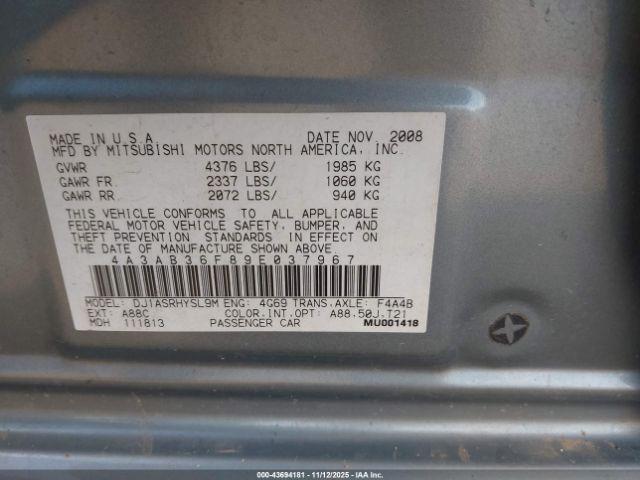 MADE IN U.S.A. DATE NOV. 2008
MFD BY MITSUBISHI MOTORS NORTH AMERICA, INC.
GVWR 4376 LBS/ 1985 KG
GAWR FR. 2337 LBS/ 1060 KG
GAWR RR. 2072 LBS/ 940 KG
THIS VEHICLE CONFORMS TO ALL APPLICABLE
FEDERAL MOTOR VEHICLE SAFETY, BUMPER, AND
THEFT PREVENTION STANDARDS IN EFFECT ON
THE DATE OF MANUFACTURE SHOWN ABOVE.
4A3AB36F89E037967
MODEL: DJ1ASRHYSL9M ENG: 4G69 TRANS.AXLE: F4A4B
EXT: A88C COLOR.INT.OPT: A88.50J.T21
MDH 111813 PASSENGER CAR MU001418
000-43694181 - 11/12/2025 - IAA Inc.